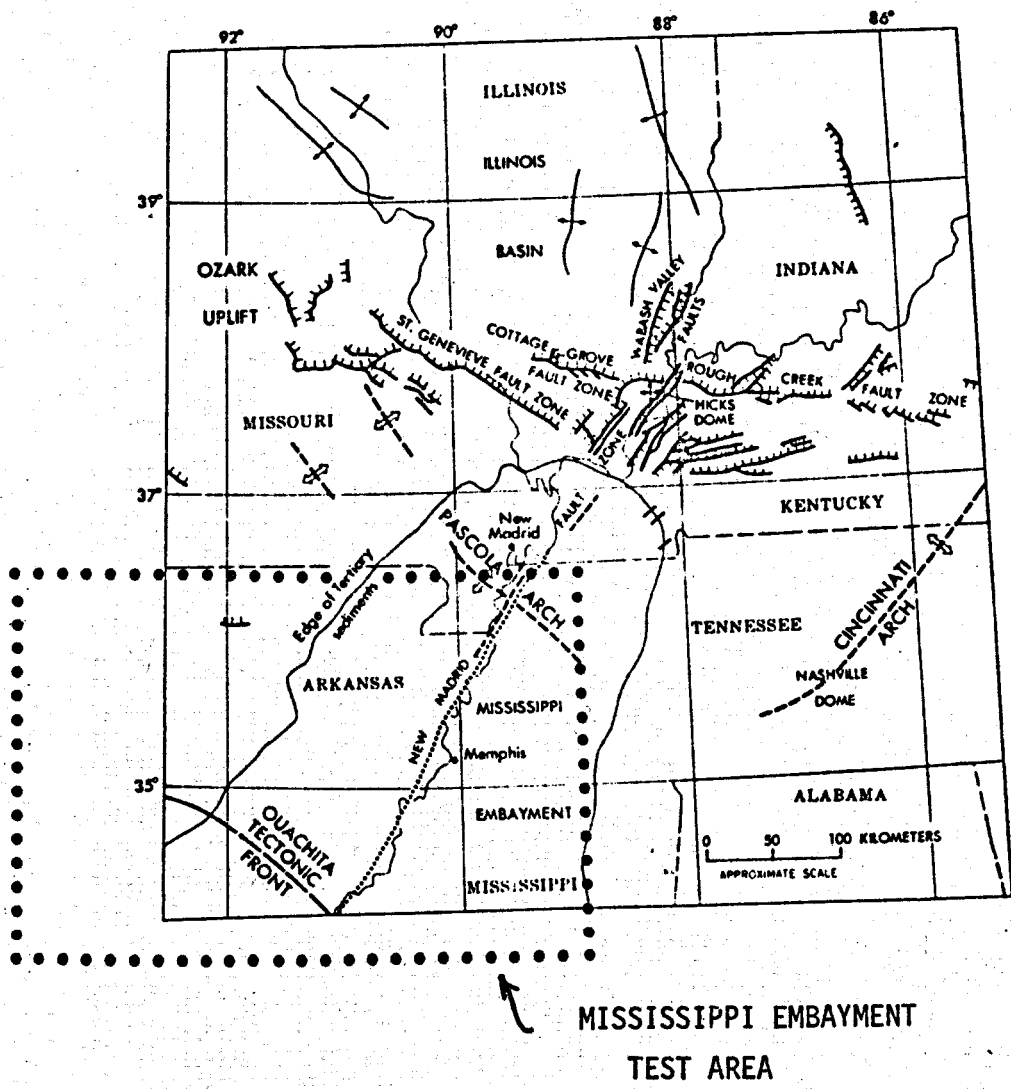 92°
90°
88°
86°
ILLINOIS
ILLINOIS
BASIN
39°
OZARK
UPLIFT
INDIANA
WABASH VALLEY
FAULTS
ST. GENEVIEVE FAULT ZONE
COTTAGE GROVE
FAULT ZONE
ROUGH
CREEK
FAULT
ZONE
HICKS
DOME
MISSOURI
ZONE
37°
KENTUCKY
FAULT
New
Madrid
PASCOLA
ARCH
Edge of Tertiary
sediments
CINCINNATI
ARCH
TENNESSEE
NASHVILLE
DOME
ARKANSAS
MADRID
NEW
MISSISSIPPI
Memphis
35°
EMBAYMENT
ALABAMA
OUACHITA
TECTONIC
FRONT
0 50 100 KILOMETERS
APPROXIMATE SCALE
MISSISSIPPI
MISSISSIPPI EMBAYMENT
TEST AREA